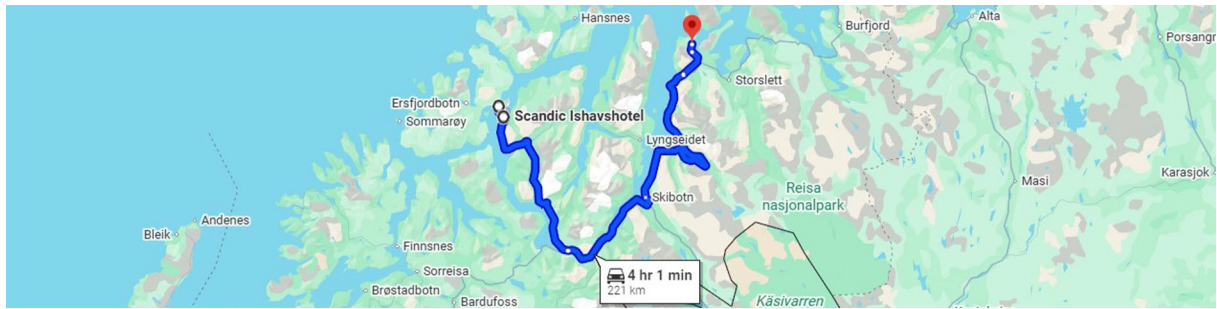 Hansnes
Alta
Burfjord
Porsangr
Storslett
Ersfjordbotn
Scandic Ishavshotel
Sommarøy
Lyngseidet
Masi
Karasjok
Reisa
nasjonalpark
Skibotn
Andenes
Bleik
Finnsnes
Sorreisa
4 hr 1 min
221 km
Brøstadbotn
Bardufoss
Käsivarren